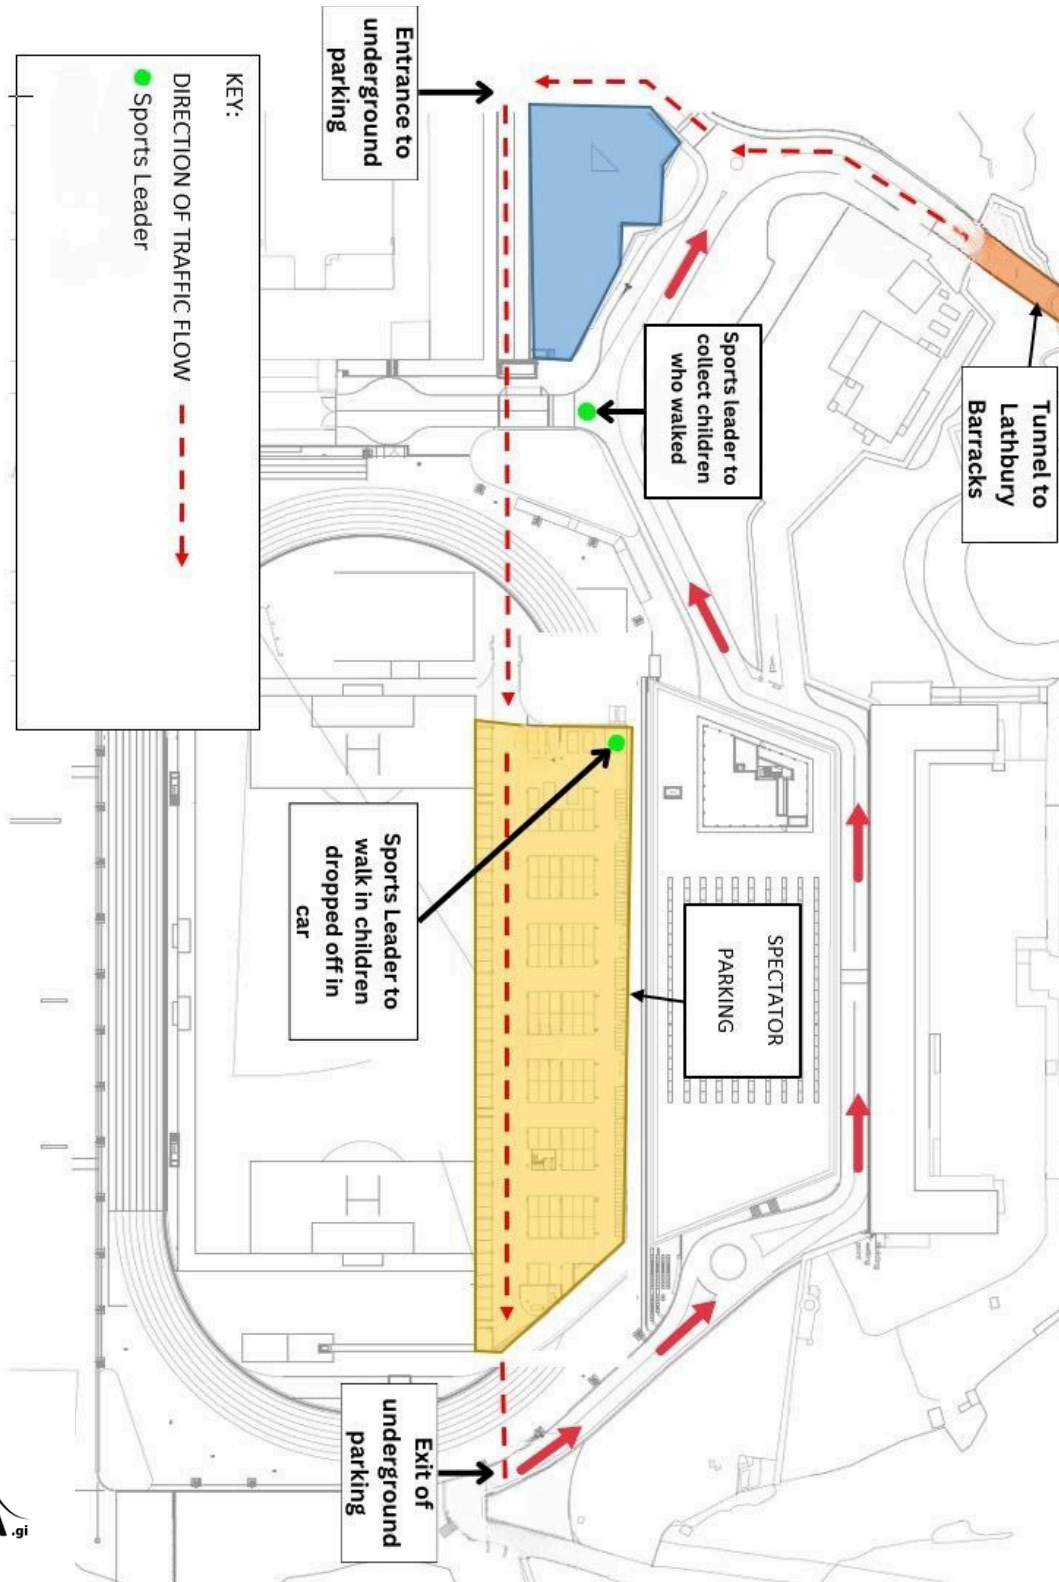 KEY:
DIRECTION OF TRAFFIC FLOW
Sports Leader
Entrance to
underground
parking
Sports leader to
collect children
who walked
Tunnel to
Lathbury
Barracks
SPECTATOR
PARKING
Sports Leader to
walk in children
dropped off in
car
Exit of
underground
parking
.gi